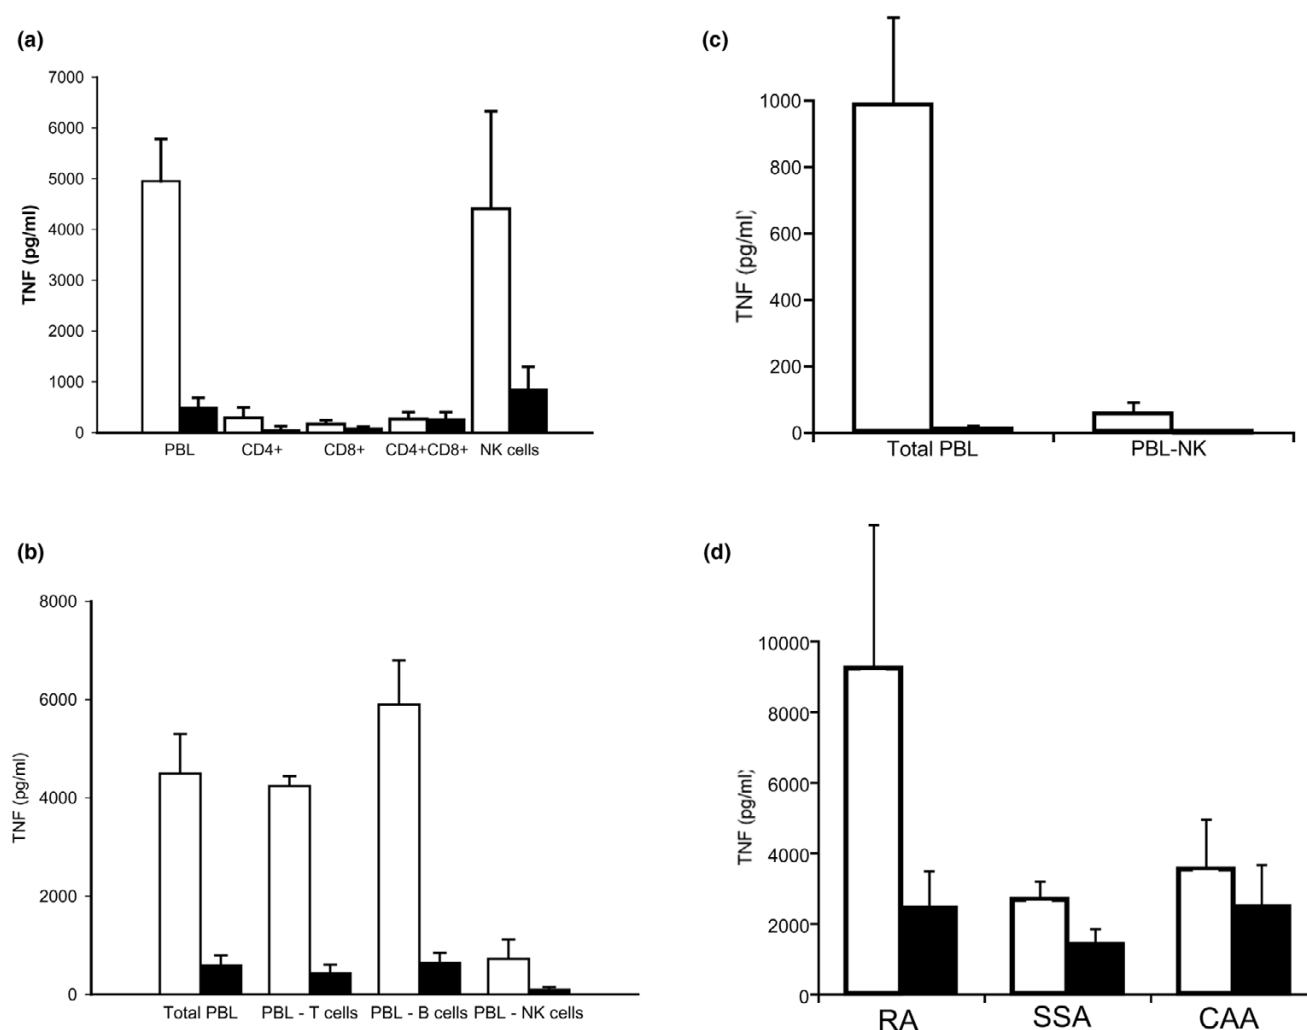 (a)
7000
6000
5000
4000
3000
2000
1000
0
TNF (pg/ml)
PBL CD4+ CD8+ CD4+CD8+ NK cells
(c)
1000
800
600
400
200
0
TNF (pg/ml)
Total PBL PBL-NK
(b)
8000
6000
4000
2000
0
TNF (pg/ml)
Total PBL PBL - T cells PBL - B cells PBL - NK cells
(d)
10000
8000
6000
4000
2000
0
TNF (pg/ml)
RA SSA CAA